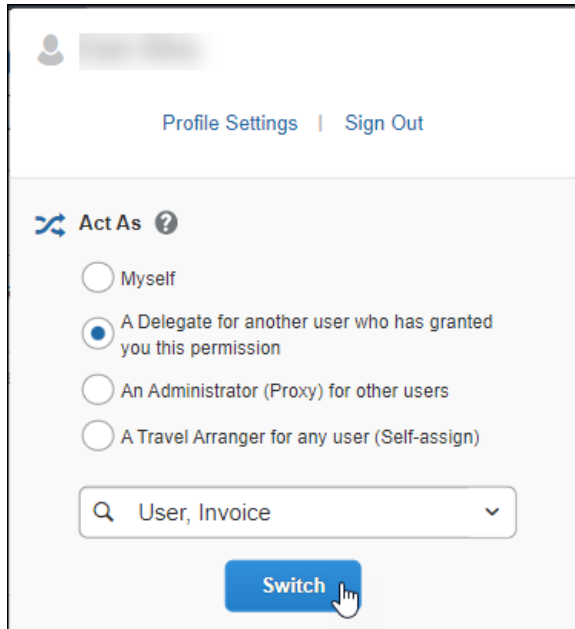 Profile Settings | Sign Out
Act As ?
Myself
A Delegate for another user who has granted
you this permission
An Administrator (Proxy) for other users
A Travel Arranger for any user (Self-assign)
User, Invoice
Switch